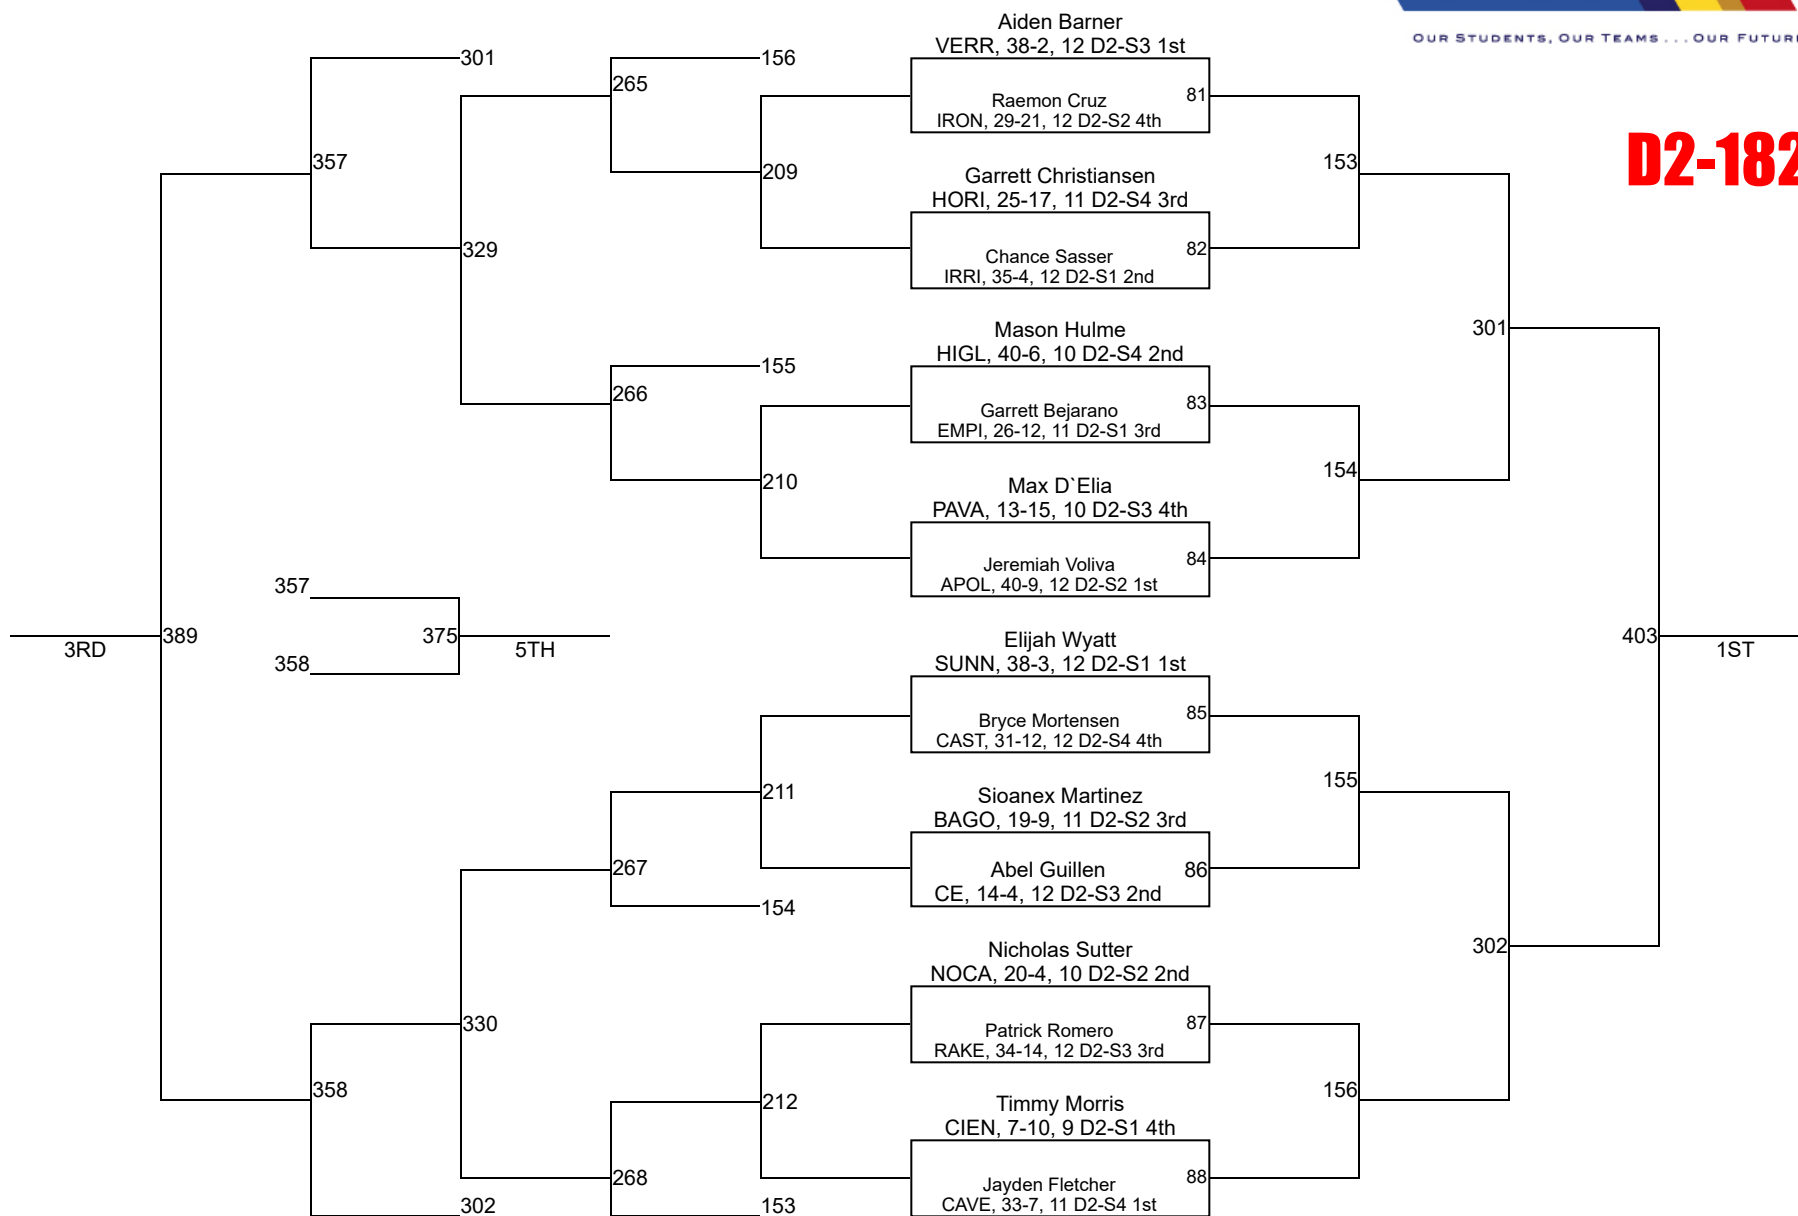 OUR STUDENTS, OUR TEAMS...OUR FUTURE
D2-182
Aiden Barner
VERR, 38-2, 12 D2-S3 1st
Raemon Cruz
IRON, 29-21, 12 D2-S2 4th
81
Garrett Christiansen
HORI, 25-17, 11 D2-S4 3rd
Chance Sasser
IRRI, 35-4, 12 D2-S1 2nd
82
Mason Hulme
HIGL, 40-6, 10 D2-S4 2nd
Garrett Bejarano
EMPI, 26-12, 11 D2-S1 3rd
83
Max D`Elia
PAVA, 13-15, 10 D2-S3 4th
Jeremiah Voliva
APOL, 40-9, 12 D2-S2 1st
84
Elijah Wyatt
SUNN, 38-3, 12 D2-S1 1st
Bryce Mortensen
CAST, 31-12, 12 D2-S4 4th
85
Sioanex Martinez
BAGO, 19-9, 11 D2-S2 3rd
Abel Guillen
CE, 14-4, 12 D2-S3 2nd
86
Nicholas Sutter
NOCA, 20-4, 10 D2-S2 2nd
Patrick Romero
RAKE, 34-14, 12 D2-S3 3rd
87
Timmy Morris
CIEN, 7-10, 9 D2-S1 4th
Jayden Fletcher
CAVE, 33-7, 11 D2-S4 1st
88
153
154
155
156
301
302
403
1ST
156
209
155
210
211
154
212
153
265
266
267
268
301
329
330
302
357
358
389
3RD
357
358
375
5TH